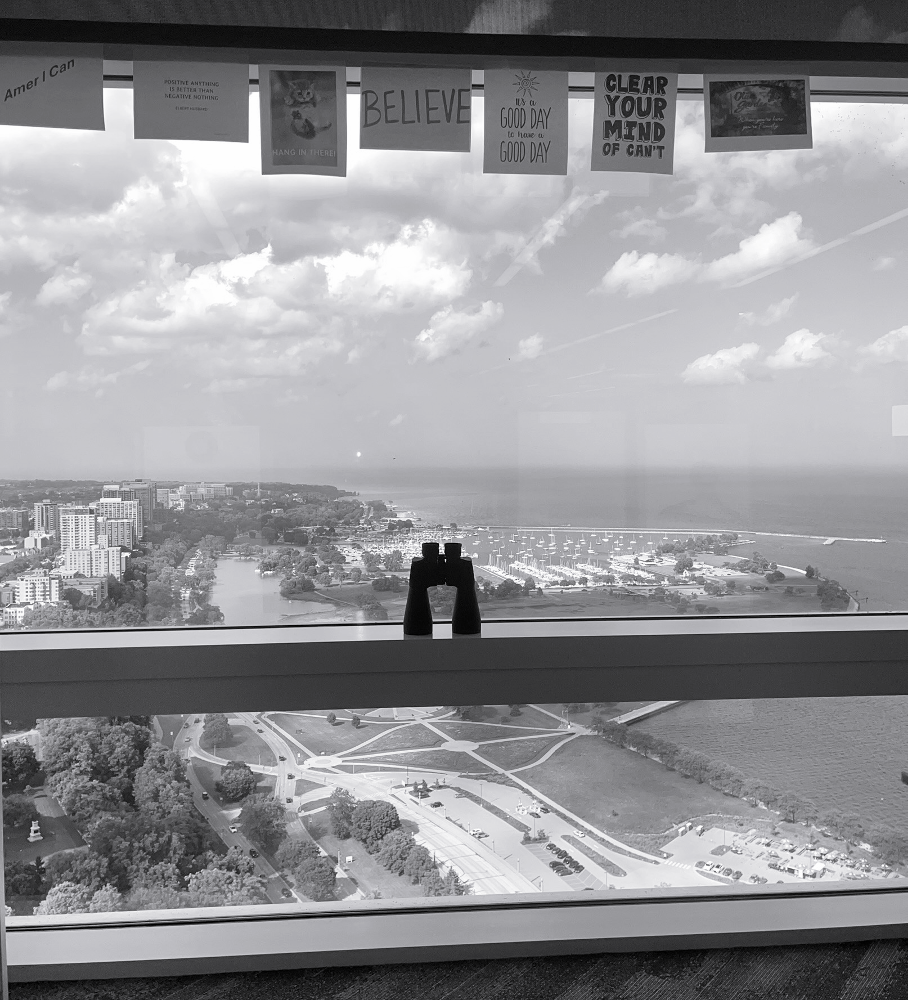 Amer I Can
POSITIVE ANYTHING
IS BETTER THAN
NEGATIVE NOTHING
ELBERT HUBBARD
HANG IN THERE!
BELIEVE
It's a
GOOD DAY
to have a
GOOD DAY
CLEAR
YOUR
MIND
OF CAN'T
Olive
Garden
When you're here
you're Family